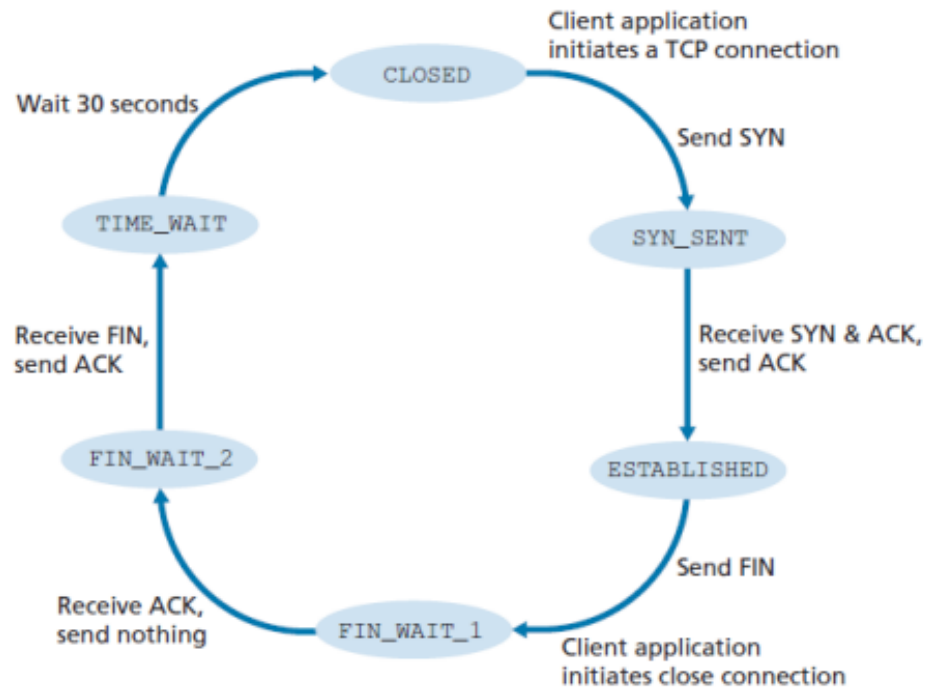 Client application
initiates a TCP connection
CLOSED
Wait 30 seconds
Send SYN
TIME_WAIT
SYN_SENT
Receive FIN,
send ACK
Receive SYN & ACK,
send ACK
FIN_WAIT_2
ESTABLISHED
Send FIN
Receive ACK,
send nothing
FIN_WAIT_1
Client application
initiates close connection